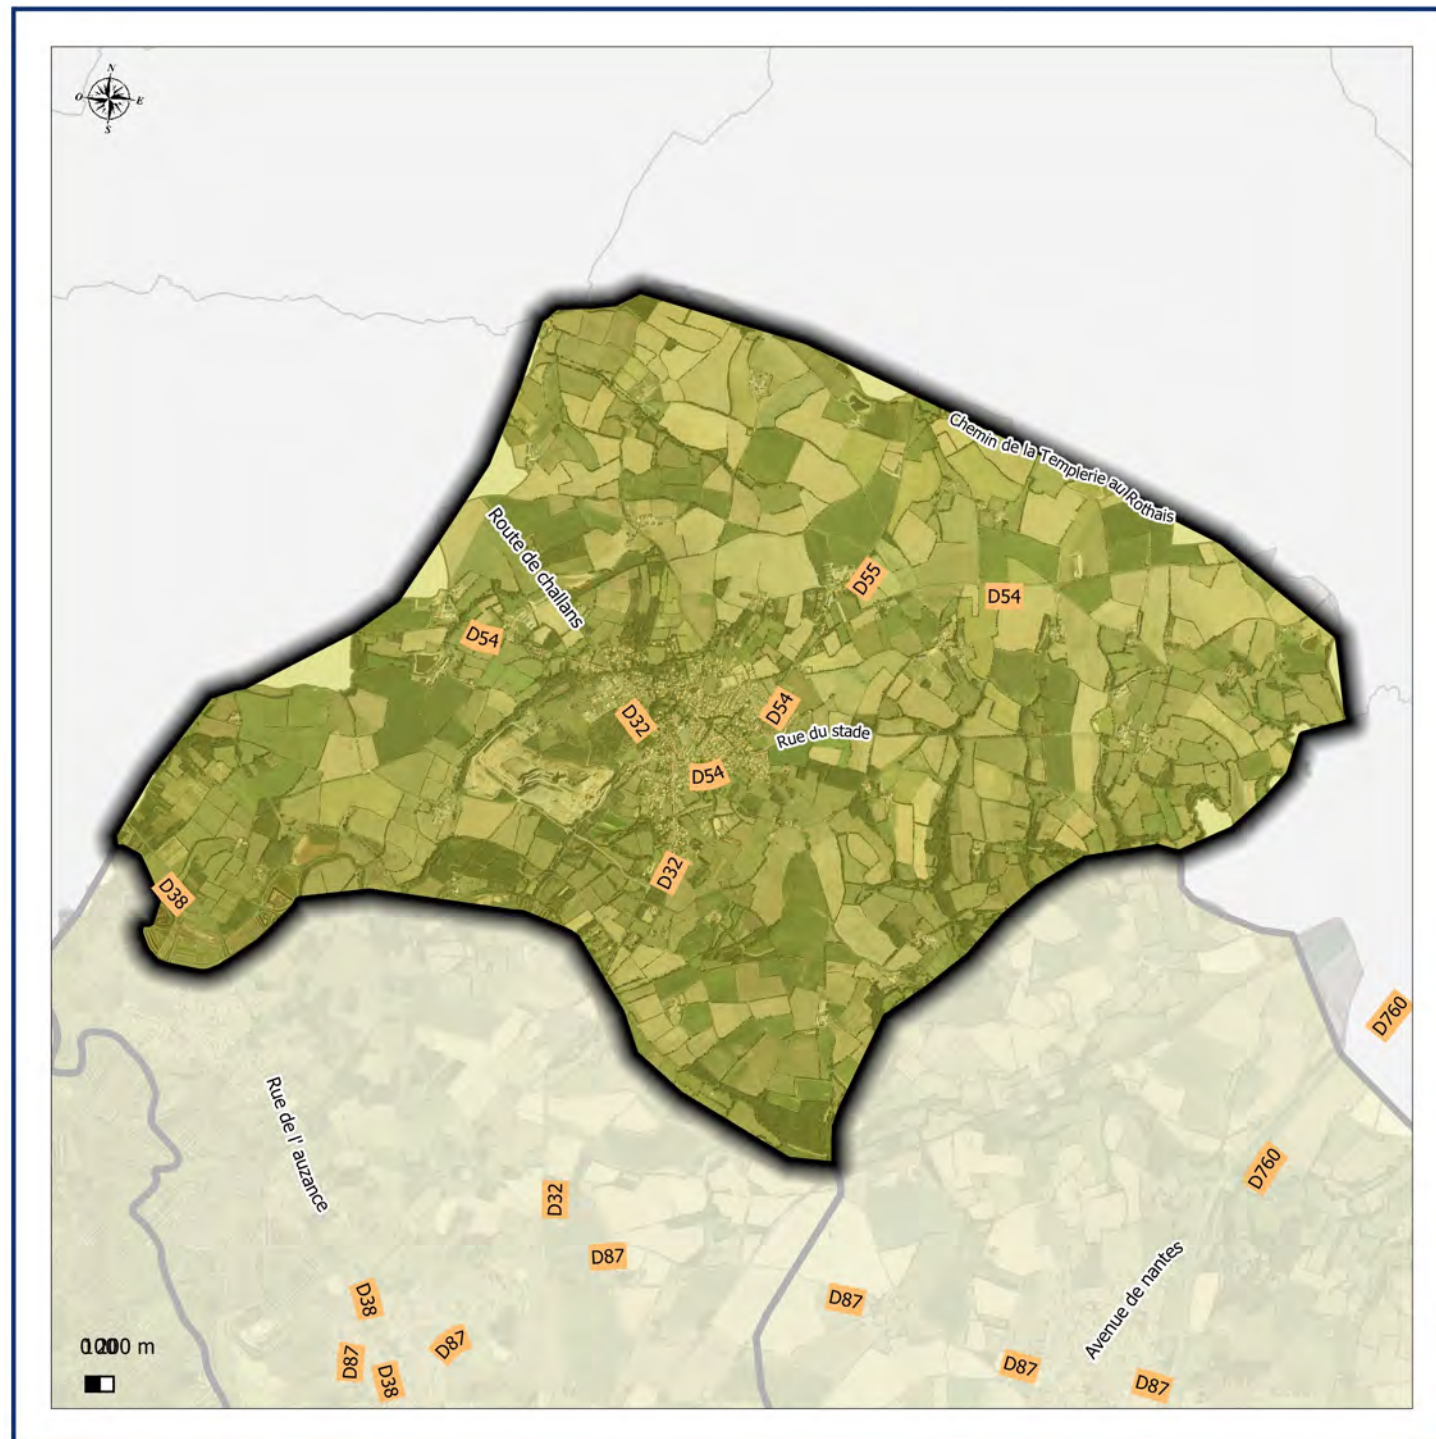 N
O E
S
Chemin de la Templerie au Rothais
Route de challans
D55
D54
D54
D32
D54
Rue du stade
D54
D32
D38
D760
Rue de l' auzance
D760
D32
D87
Avenue de nantes
D38
D87
D87
D87
D38
D87
D87
m